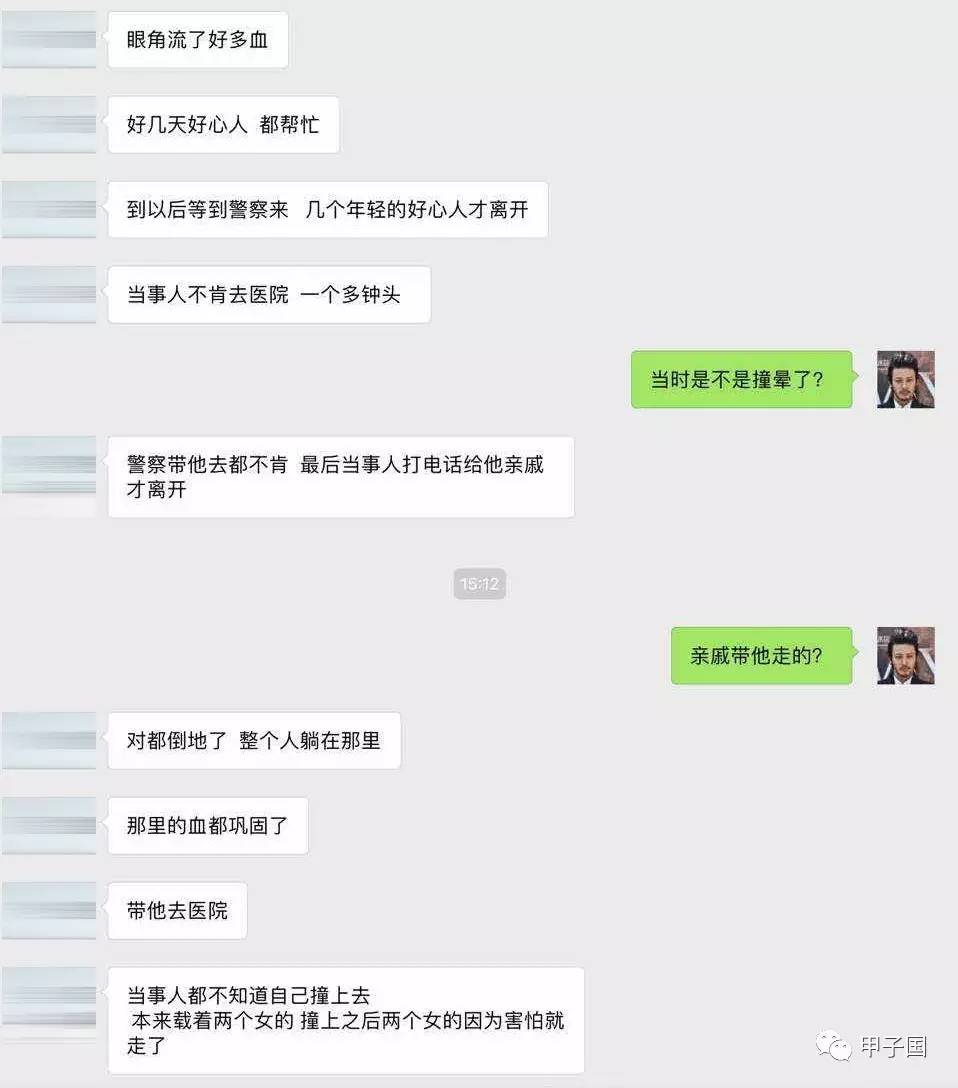 眼角流了好多血
好几天好心人 都帮忙
到以后等到警察来 几个年轻的好心人才离开
当事人不肯去医院 一个多钟头
当时是不是撞晕了?
警察带他去都不肯 最后当事人打电话给他亲戚
才离开
15:12
亲戚带他走的?
对都倒地了 整个人躺在那里
那里的血都巩固了
带他去医院
当事人都不知道自己撞上去
本来载着两个女的 撞上之后两个女的因为害怕就
走了
甲子国